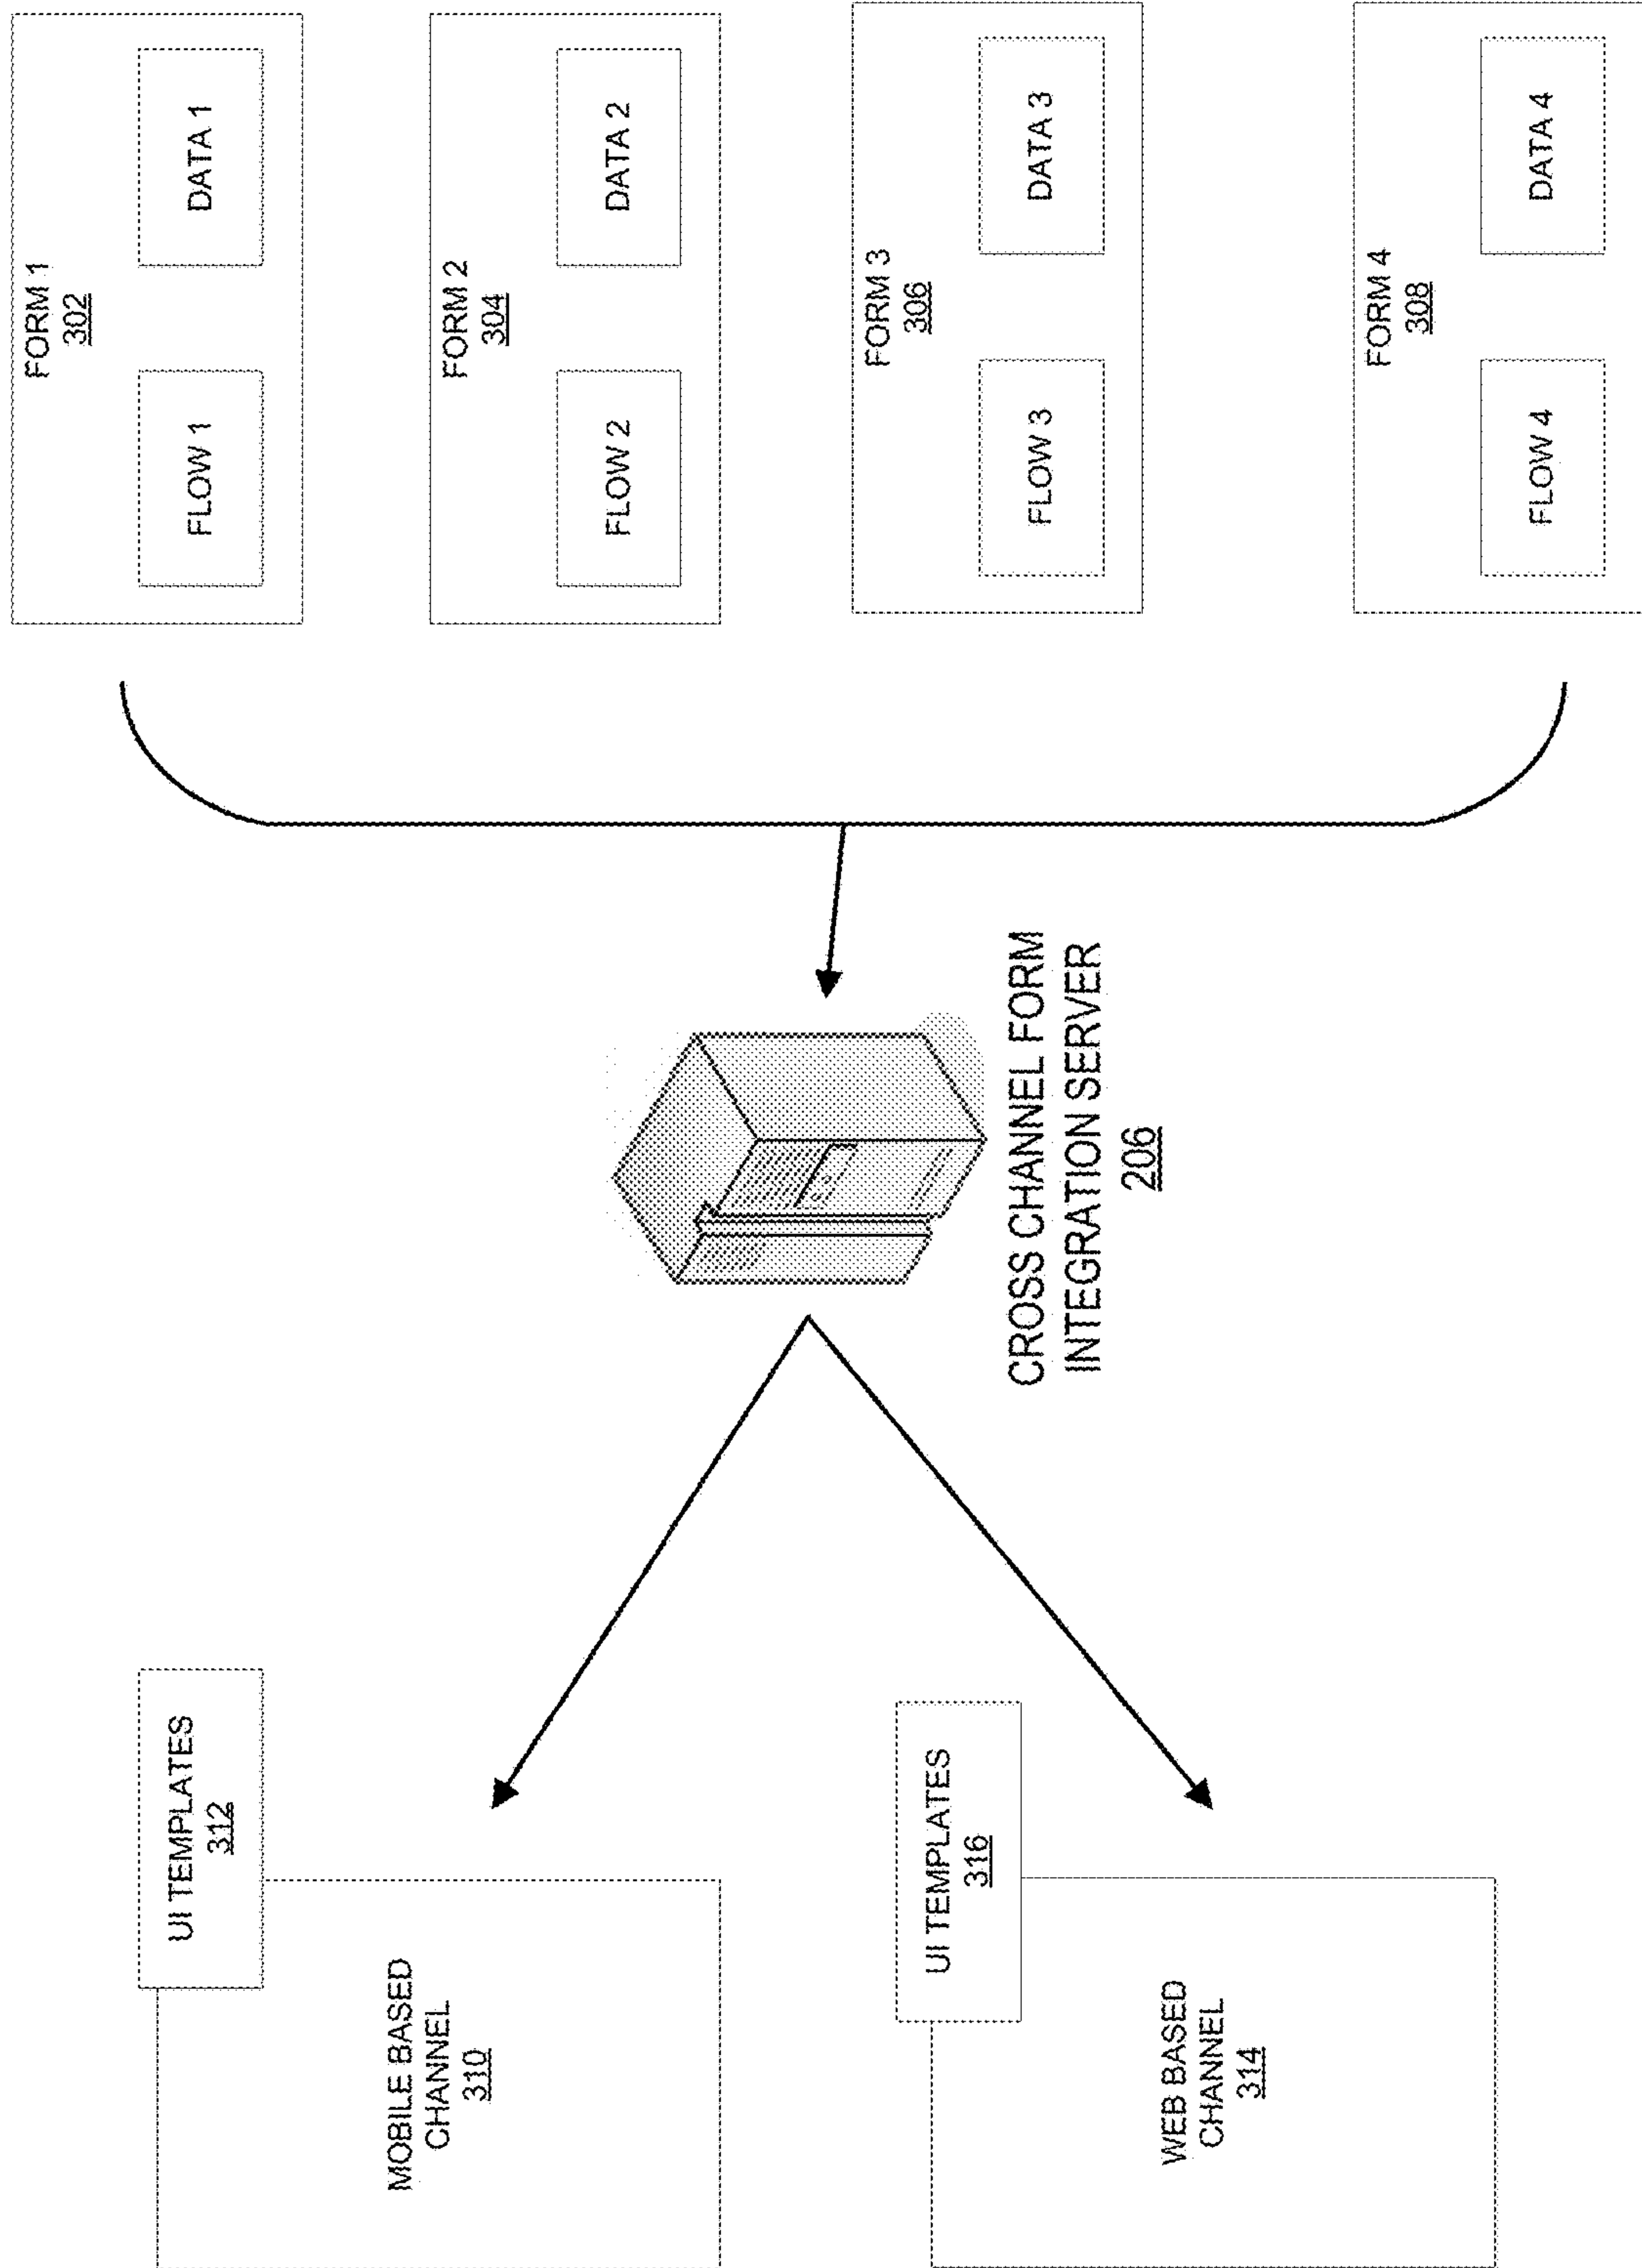 FORM 1
302
FLOW 1
DATA 1
FORM 2
304
FLOW 2
DATA 2
FORM 3
306
FLOW 3
DATA 3
FORM 4
308
FLOW 4
DATA 4
CROSS CHANNEL FORM
INTEGRATION SERVER
206
UI TEMPLATES
312
MOBILE BASED
CHANNEL
310
UI TEMPLATES
316
WEB BASED
CHANNEL
314